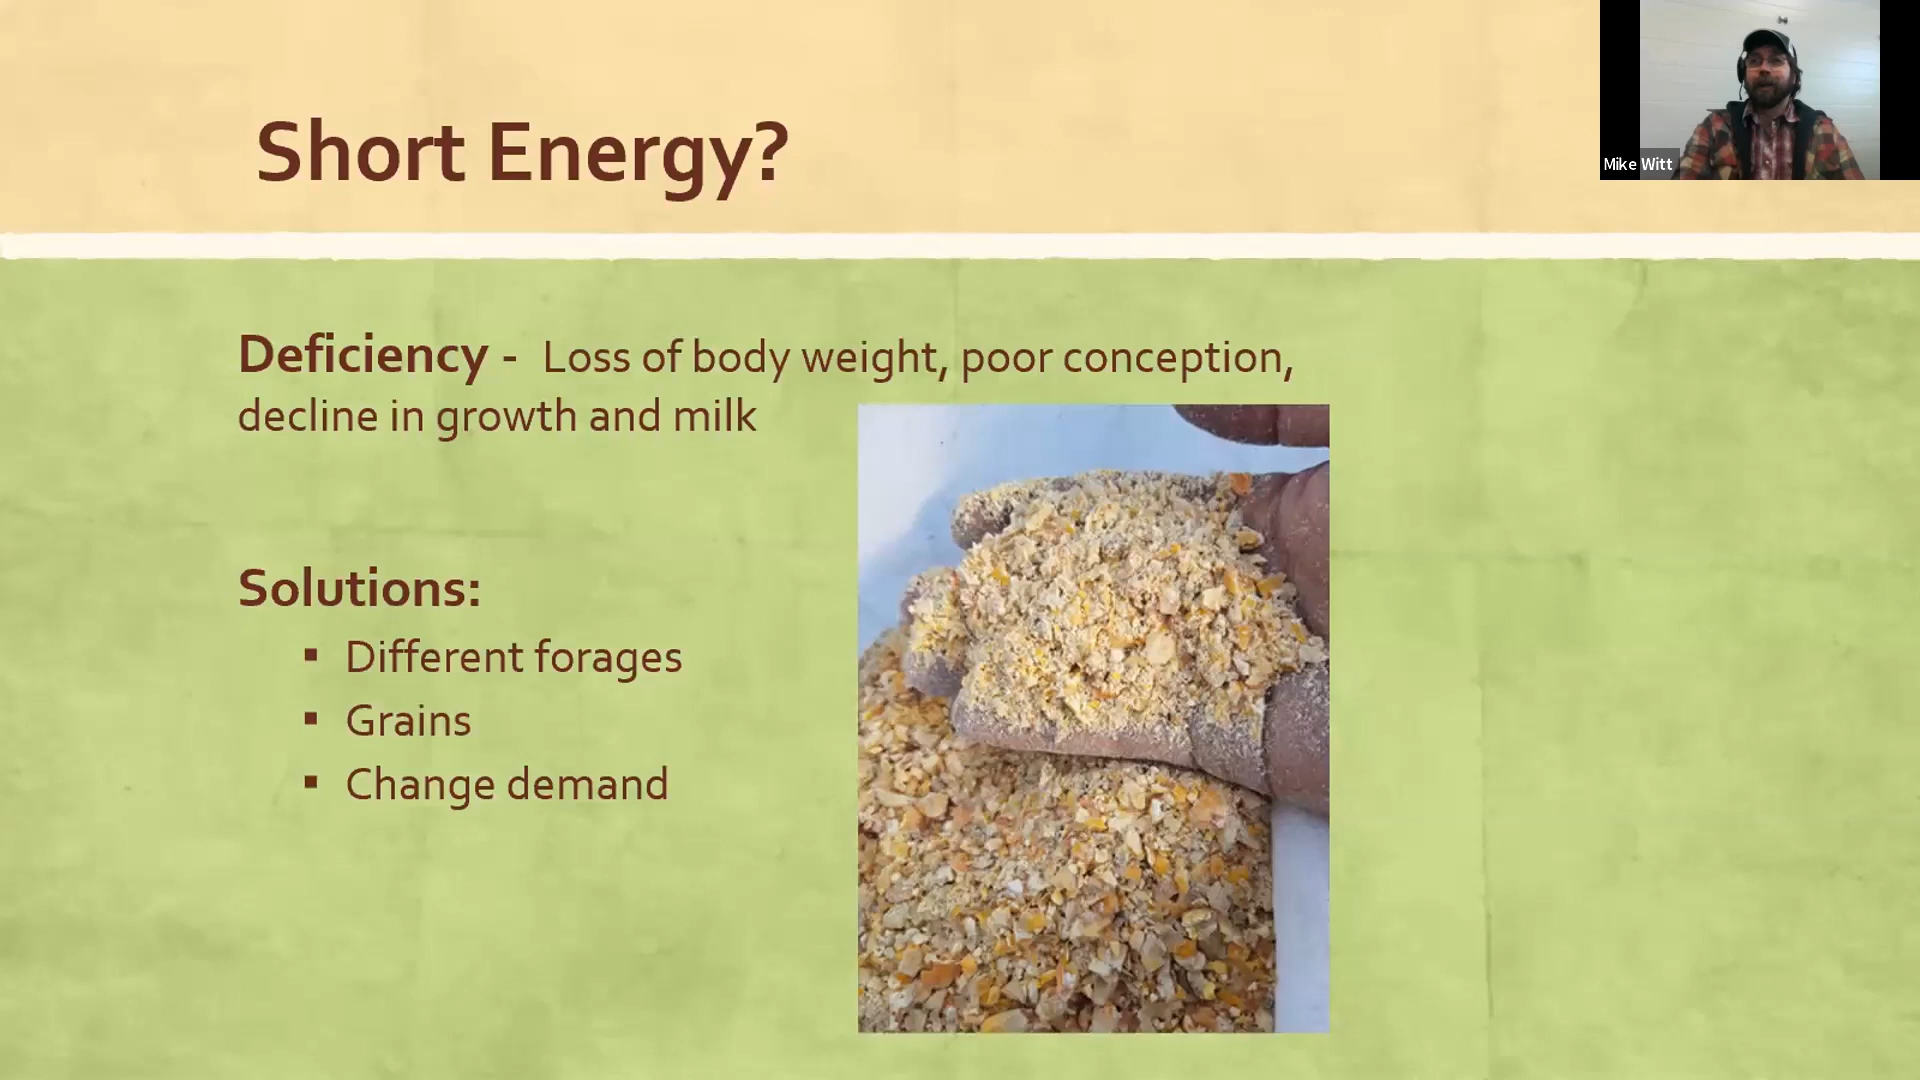 Short Energy?
Mike Witt
Deficiency - Loss of body weight, poor conception,
decline in growth and milk
Solutions:
▪ Different forages
▪ Grains
▪ Change demand